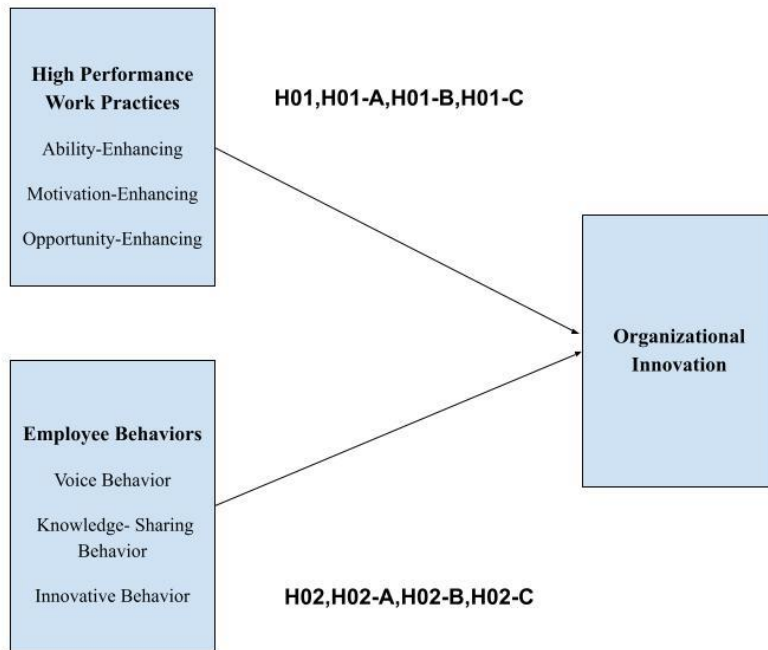 High Performance
Work Practices
Ability-Enhancing
Motivation-Enhancing
Opportunity-Enhancing
H01,H01-A,H01-B,H01-C
Organizational
Innovation
Employee Behaviors
Voice Behavior
Knowledge- Sharing
Behavior
Innovative Behavior
H02,H02-A,H02-B,H02-C